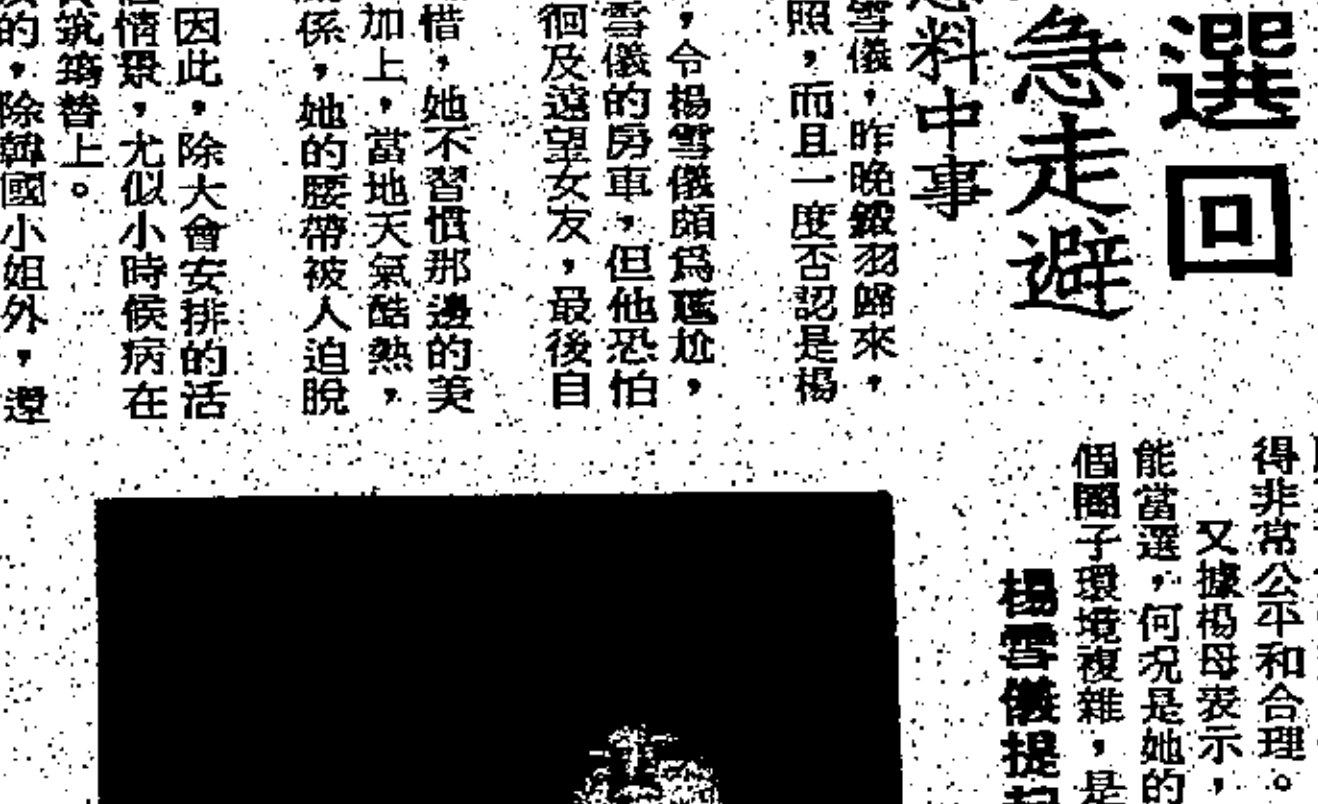 選回
急走避
料中事
雪儀，昨晚鎩羽歸來，
照，而且一度否認是楊
，令楊雪儀頗爲尷尬，
雪儀的房車，但他恐怕
徊及遠望女友，最後自
惜，她不習慣那邊的美
加上，當地天氣酷熱，
係，她的腰帶被人迫脫
因此，除大會安排的活
情景，尤似小時候病在
替上。
的，除韓國小姐外，還
得非常公平和合理。
又據楊母表示，
能當選，何況是她的
個圈子環境複雜，是
楊雪儀提起